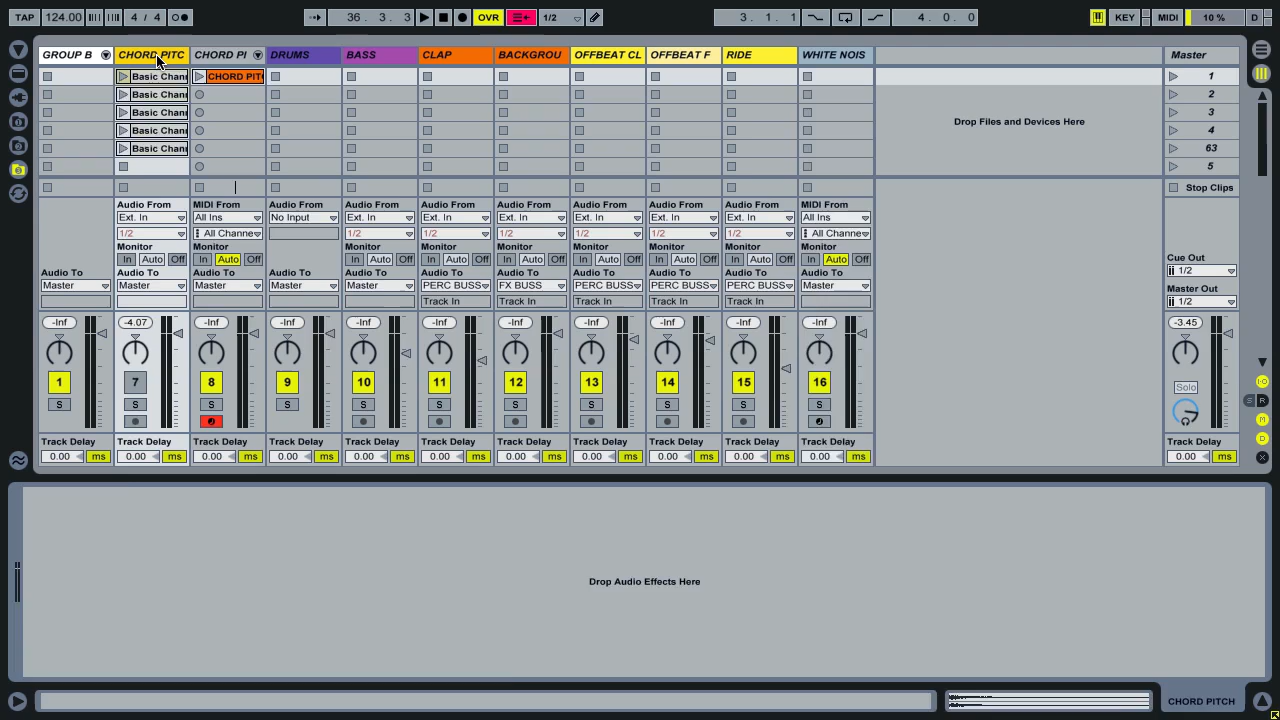 TAP 124.00 4 / 4 36. 3. 3 OVR 1/2 3. 1. 1 4. 0. 0 KEY MIDI 10 % D
GROUP B CHORD PITC CHORD PI DRUMS BASS CLAP BACKGROU OFFBEAT CL OFFBEAT F RIDE WHITE NOIS Master
Basic Chan CHORD PIT 1
Basic Chan 2
Basic Chan 3
Drop Files and Devices Here
Basic Chan 4
Basic Chan 63
5
Stop Clips
Audio From MIDI From Audio From Audio From Audio From Audio From Audio From Audio From Audio From MIDI From
Ext. In All Ins No Input Ext. In Ext. In Ext. In Ext. In Ext. In Ext. In All Ins
1/2 All Channe 1/2 1/2 1/2 1/2 1/2 1/2 All Channe
Monitor Monitor Monitor Monitor Monitor Monitor Monitor Monitor Monitor
In Auto Off In Auto Off In Auto Off In Auto Off In Auto Off In Auto Off In Auto Off In Auto Off In Auto Off
Cue Out
1/2
Audio To Audio To Audio To Audio To Audio To Audio To Audio To Audio To Audio To Audio To Audio To
Master Master Master Master Master PERC BUSS FX BUSS PERC BUSS PERC BUSS PERC BUSS Master
Master Out
Track In Track In Track In Track In Track In 1/2
-Inf -4.07 -Inf -Inf -Inf -Inf -Inf -Inf -Inf -Inf -Inf -3.45
1 7 8 9 10 11 12 13 14 15 16 Solo
S S S S S S S S S S S S R
M
Track Delay Track Delay Track Delay Track Delay Track Delay Track Delay Track Delay Track Delay Track Delay Track Delay Track Delay Track Delay
D
0.00 ms 0.00 ms 0.00 ms 0.00 ms 0.00 ms 0.00 ms 0.00 ms 0.00 ms 0.00 ms 0.00 ms 0.00 ms 0.00 ms
Drop Audio Effects Here
CHORD PITCH